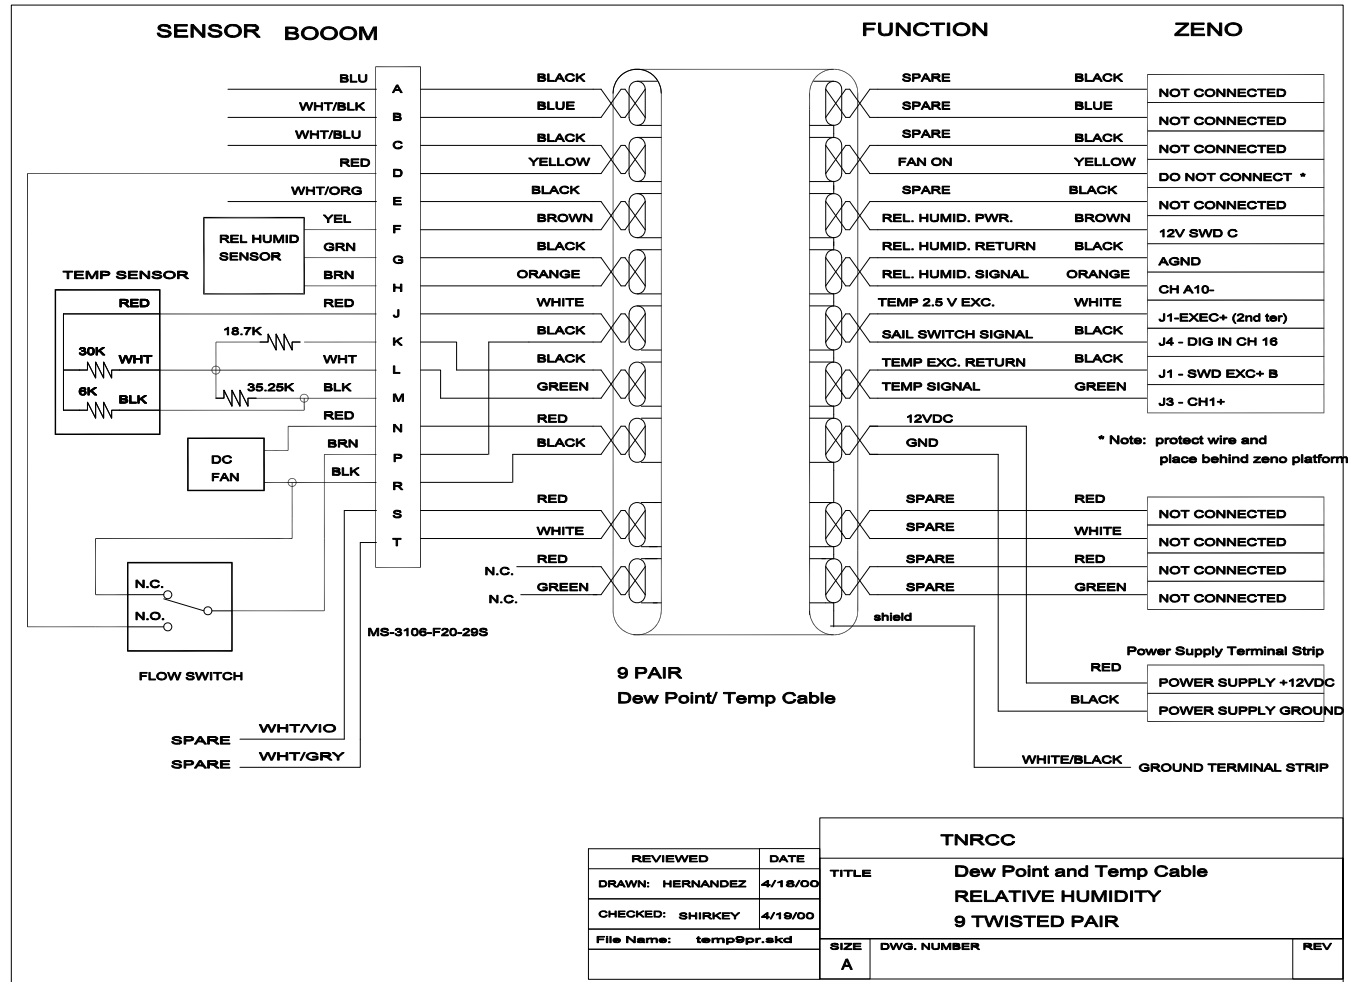 SENSOR BOOOM FUNCTION ZENO
BLU A BLACK SPARE BLACK NOT CONNECTED
WHT/BLK B BLUE SPARE BLUE NOT CONNECTED
WHT/BLU C BLACK SPARE BLACK NOT CONNECTED
RED D YELLOW FAN ON YELLOW DO NOT CONNECT *
WHT/ORG E BLACK SPARE BLACK NOT CONNECTED
YEL F BROWN REL. HUMID. PWR. BROWN 12V SWD C
REL HUMID
SENSOR
GRN G BLACK REL. HUMID. RETURN BLACK AGND
BRN H ORANGE REL. HUMID. SIGNAL ORANGE CH A10-
TEMP SENSOR
RED RED J WHITE TEMP 2.5 V EXC. WHITE J1-EXEC+ (2nd ter)
18.7K K BLACK SAIL SWITCH SIGNAL BLACK J4 - DIG IN CH 16
30K WHT WHT L BLACK TEMP EXC. RETURN BLACK J1 - SWD EXC+ B
6K BLK 35.25K BLK M GREEN TEMP SIGNAL GREEN J3 - CH1+
RED N RED 12VDC
BRN P BLACK GND
* Note: protect wire and
place behind zeno platform
DC
FAN
BLK R
S RED SPARE RED NOT CONNECTED
T WHITE SPARE WHITE NOT CONNECTED
N.C. RED SPARE RED NOT CONNECTED
N.C. GREEN SPARE GREEN NOT CONNECTED
N.C.
N.O.
shield
MS-3106-F20-29S
FLOW SWITCH
9 PAIR
Dew Point/ Temp Cable
Power Supply Terminal Strip
RED POWER SUPPLY +12VDC
BLACK POWER SUPPLY GROUND
SPARE WHT/VIO
SPARE WHT/GRY
WHITE/BLACK GROUND TERMINAL STRIP
REVIEWED DATE
DRAWN: HERNANDEZ 4/18/00
CHECKED: SHIRKEY 4/19/00
File Name: temp9pr.skd
TNRCC
TITLE Dew Point and Temp Cable
RELATIVE HUMIDITY
9 TWISTED PAIR
SIZE DWG. NUMBER REV
A